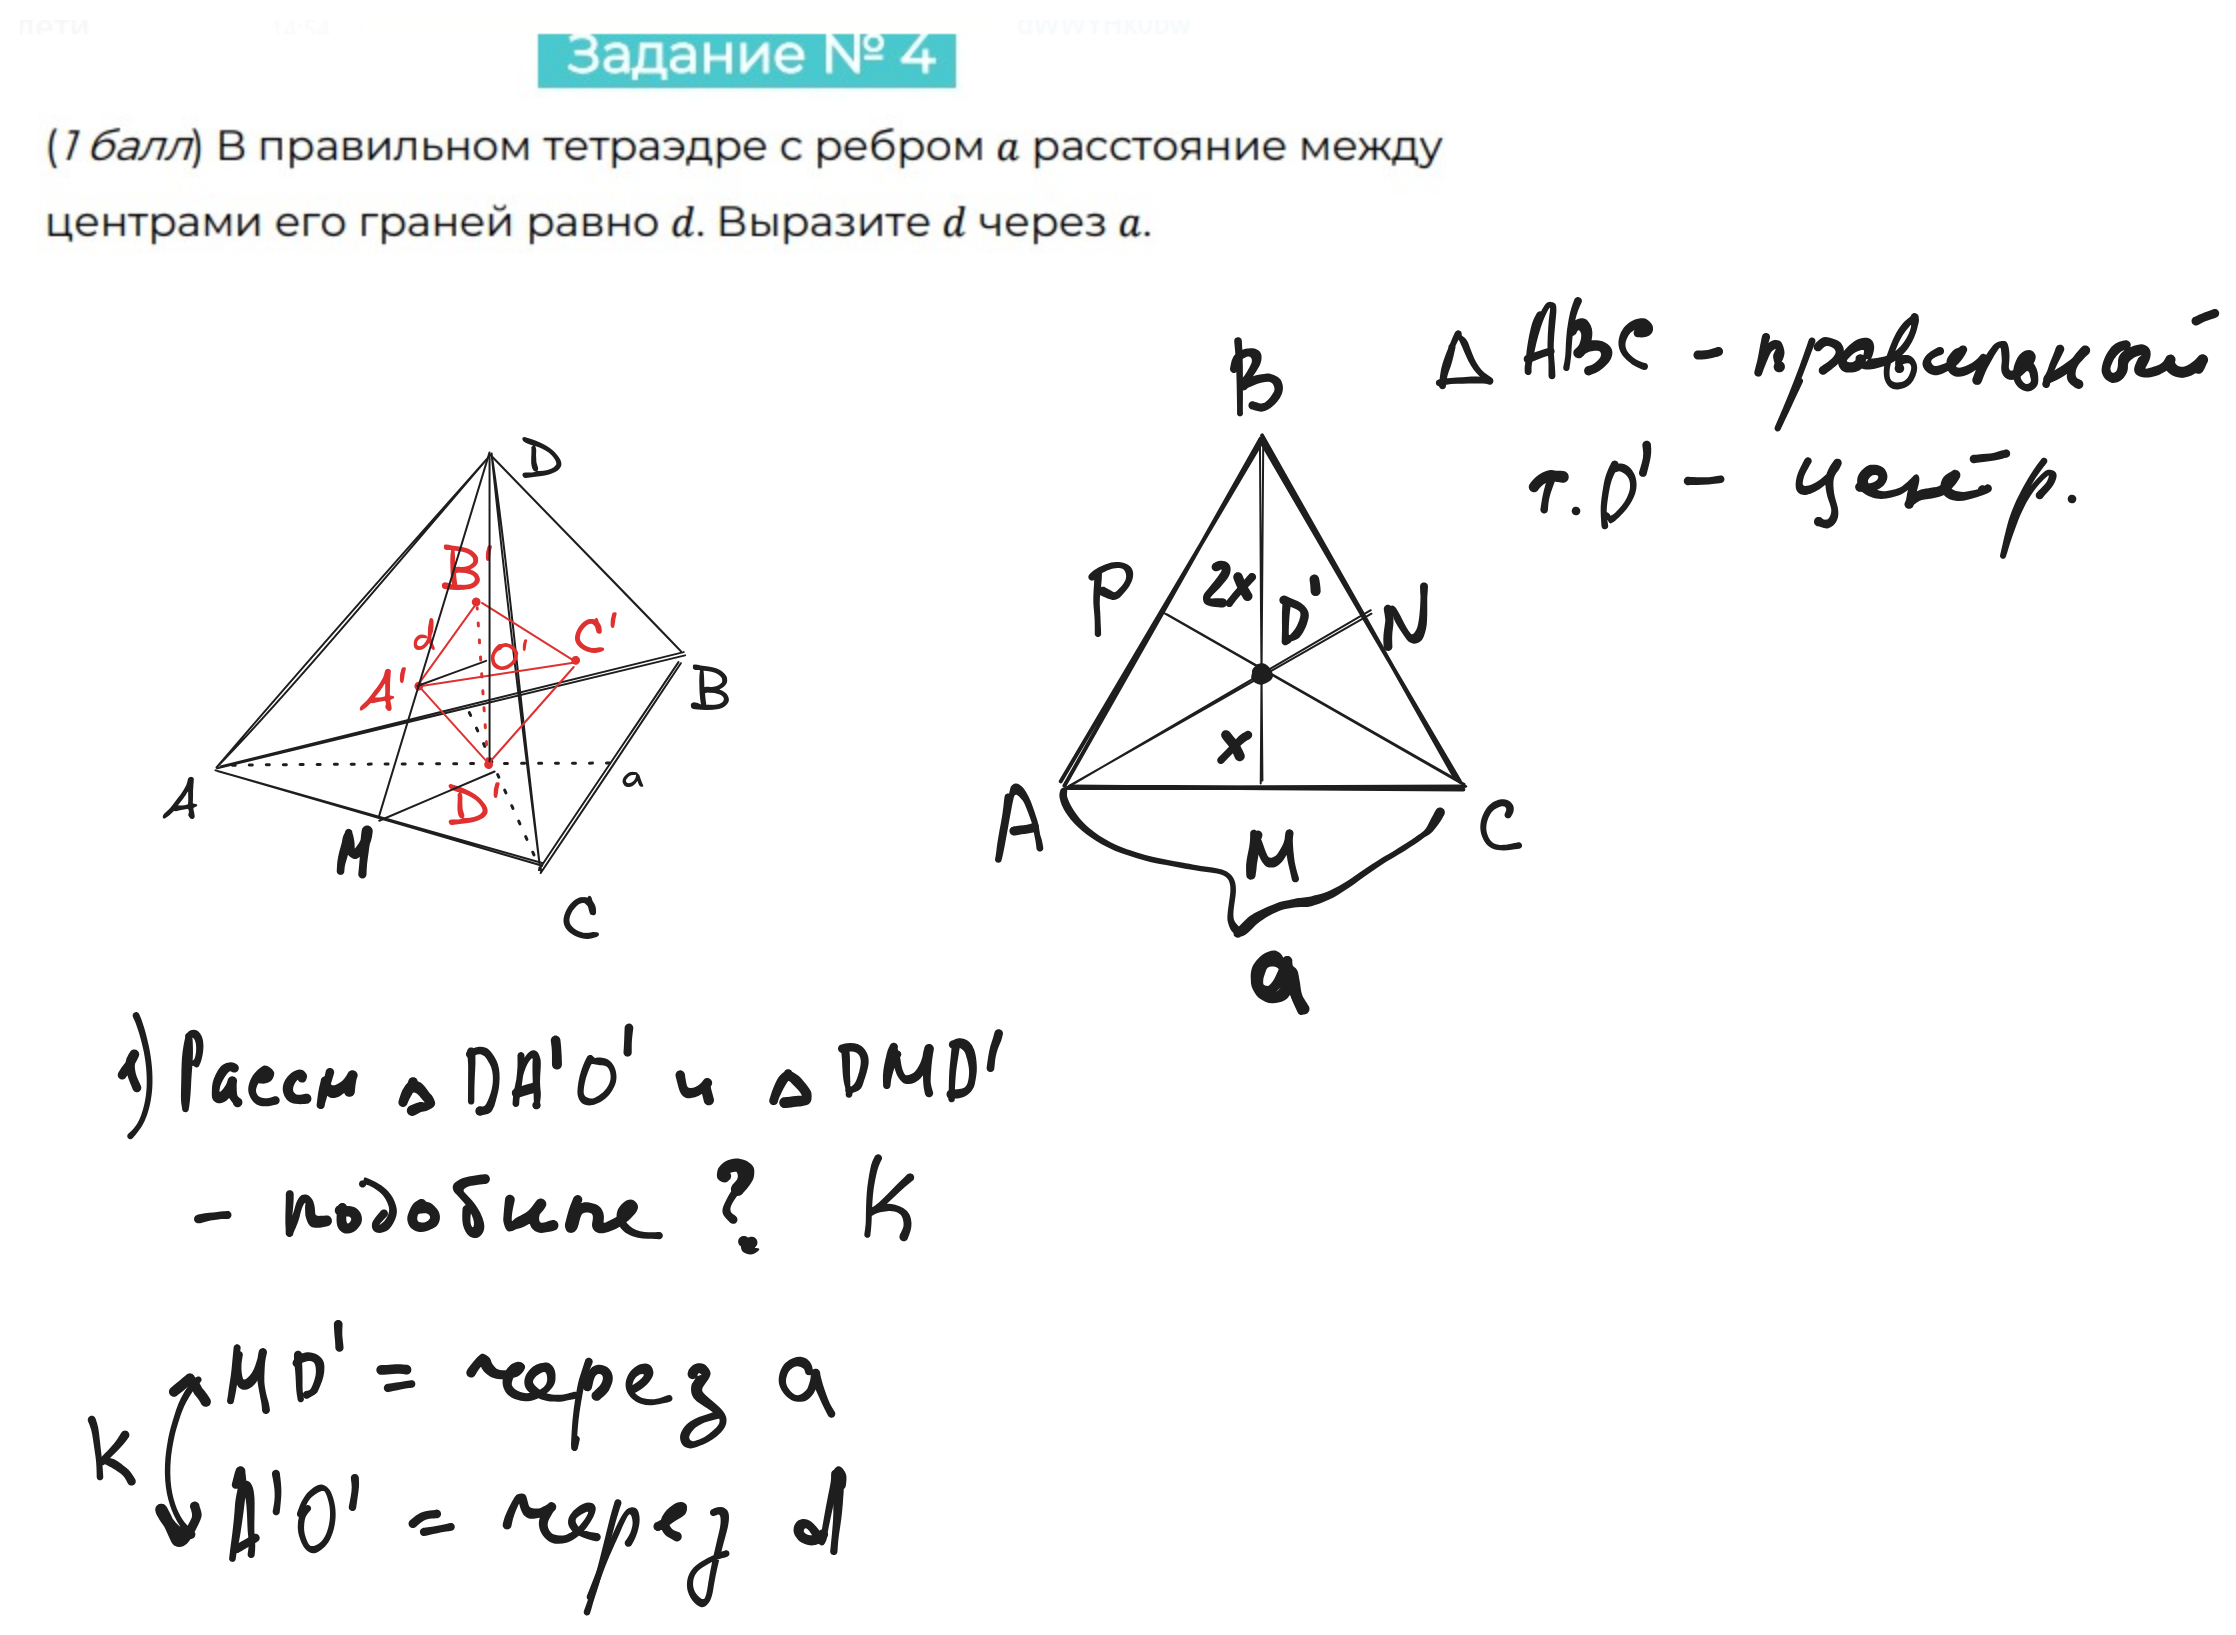 Задание № 4
(1 балл) В правильном тетраэдре с ребром a расстояние между
центрами его граней равно d. Выразите d через a.
Δ ABC - правильный
т. D' - центр.
D
B'
d
O'
C'
A'
B
A
a
D'
M
C
B
P
2x
D'
N
x
A
M
C
a
1) Рассм Δ DA'O' и Δ DMD'
- подобные ? K
MD' = через a
K
A'O' = через d